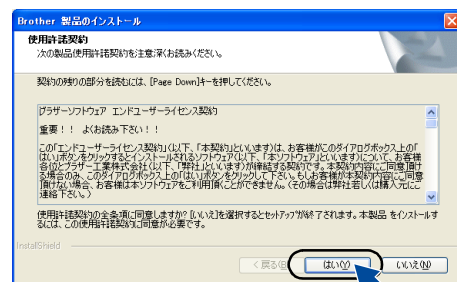 Brother 製品のインストール
使用許諾契約
次の製品使用許諾契約を注意深くお読みください。
契約の残りの部分を読むには、[Page Down]キーを押してください。
ブラザーソフトウェア エンドユーザーライセンス契約
重要！！ よくお読み下さい！！
この「エンドユーザーライセンス契約」(以下、「本契約」といいます)は、お客様がこのダイアログボックス上の「
はい」ボタンをクリックするとインストールされるソフトウェア(以下、「本ソフトウェア」といいます)について、お客様
各位とブラザー工業株式会社(以下、「弊社」といいます)が締結する契約です。本契約内容にご同意頂け
る場合のみ、このダイアログボックス上の「はい」ボタンをクリックして下さい。もしお客様が本契約内容にご同意
頂けない場合、お客様は本ソフトウェアをご利用頂くことができません。(その場合は弊社若しくは購入元にご
連絡下さい。)
使用許諾契約の全条項に同意しますか? [いいえ]を選択するとセットアップが終了されます。本製品 をインストールす
るには、この使用許諾契約に同意が必要です。
InstallShield
< 戻る(B)
はい(Y)
いいえ(N)